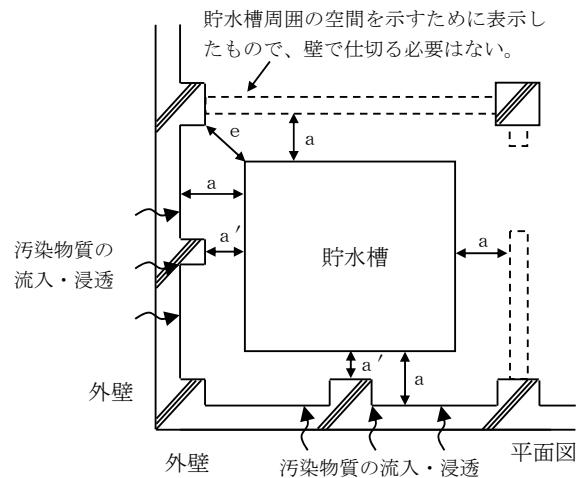 貯水槽周囲の空間を示すために表示し
たもので、壁で仕切る必要はない。
e
a
a
a′
汚染物質の
流入・浸透
貯水槽
a
a′
a
外壁
外壁
汚染物質の流入・浸透
平面図